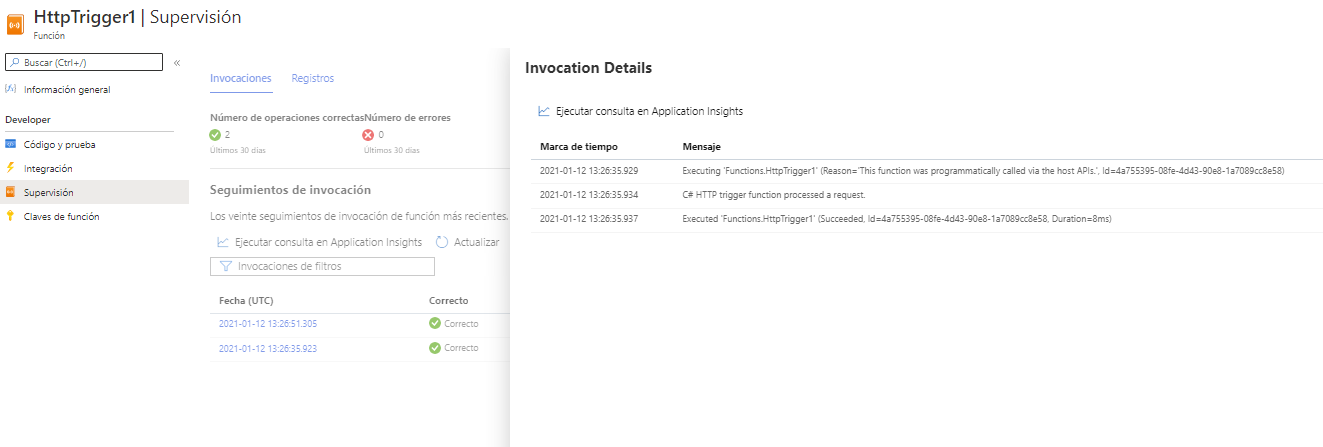 HttpTrigger1 | Supervisión
Función
Buscar (Ctrl+/)
«
Información general
Developer
Código y prueba
Integración
Supervisión
Claves de función
Invocaciones Registros
Número de operaciones correctas Número de errores
2 0
Últimos 30 días Últimos 30 días
Seguimientos de invocación
Los veinte seguimientos de invocación de función más recientes.
Ejecutar consulta en Application Insights Actualizar
Invocaciones de filtros
Fecha (UTC) Correcto
2021-01-12 13:26:51.305 Correcto
2021-01-12 13:26:35.923 Correcto
Invocation Details
Ejecutar consulta en Application Insights
Marca de tiempo Mensaje
2021-01-12 13:26:35.929 Executing 'Functions.HttpTrigger1' (Reason='This function was programmatically called via the host APIs.', Id=4a755395-08fe-4d43-90e8-1a7089cc8e58)
2021-01-12 13:26:35.934 C# HTTP trigger function processed a request.
2021-01-12 13:26:35.937 Executed 'Functions.HttpTrigger1' (Succeeded, Id=4a755395-08fe-4d43-90e8-1a7089cc8e58, Duration=8ms)